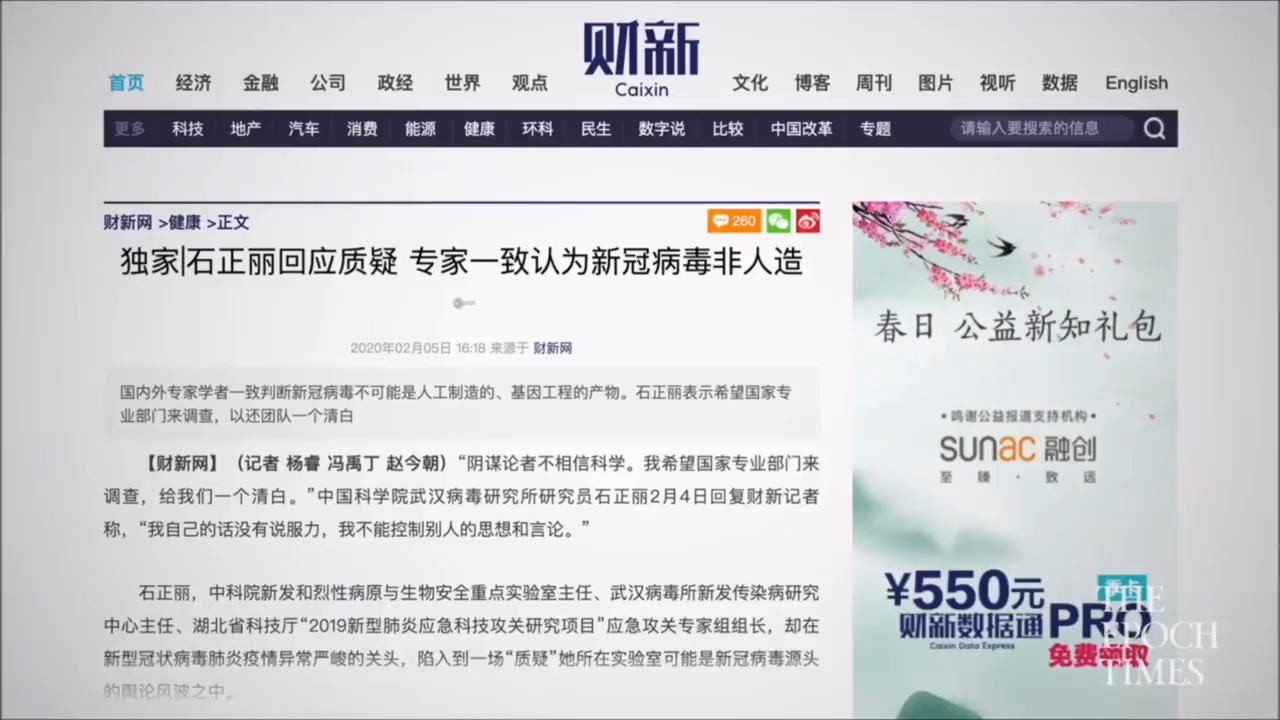 财新
Caixin
首页 经济 金融 公司 政经 世界 观点 文化 博客 周刊 图片 视听 数据 English
更多 科技 地产 汽车 消费 能源 健康 环科 民生 数字说 比较 中国改革 专题 请输入要搜索的信息
财新网 >健康 >正文
260
独家|石正丽回应质疑 专家一致认为新冠病毒非人造
2020年02月05日 16:18 来源于 财新网
国内外专家学者一致判断新冠病毒不可能是人工制造的、基因工程的产物。石正丽表示希望国家专
业部门来调查，以还团队一个清白
【财新网】（记者 杨睿 冯禹丁 赵今朝）“阴谋论者不相信科学。我希望国家专业部门来
调查，给我们一个清白。”中国科学院武汉病毒研究所研究员石正丽2月4日回复财新记者
称，“我自己的话没有说服力，我不能控制别人的思想和言论。”
石正丽，中科院新发和烈性病原与生物安全重点实验室主任、武汉病毒所新发传染病研究
中心主任、湖北省科技厅“2019新型肺炎应急科技攻关研究项目”应急攻关专家组组长，却在
新型冠状病毒肺炎疫情异常严峻的关头，陷入到一场“质疑”她所在实验室可能是新冠病毒源头
的舆论风波之中。
春日 公益新知礼包
•鸣谢公益报道支持机构•
sunac 融创
至 臻 · 致 远
¥550元
季卡
财新数据通 PRO
Caixin Data Express
免费领取
THE
EPOCH
TIMES